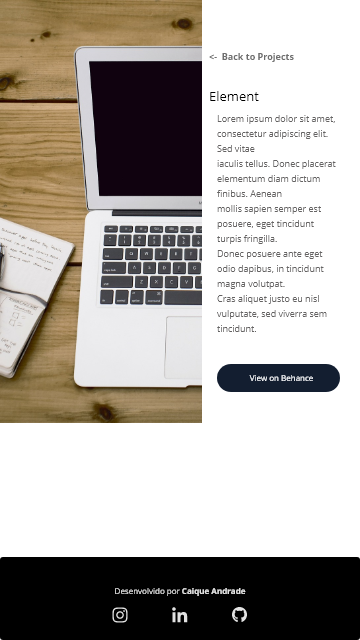 <- Back to Projects
Element
Lorem ipsum dolor sit amet,
consectetur adipiscing elit.
Sed vitae
iaculis tellus. Donec placerat
elementum diam dictum
finibus. Aenean
mollis sapien semper est
posuere, eget tincidunt
turpis fringilla.
Donec posuere ante eget
odio dapibus, in tincidunt
magna volutpat.
Cras aliquet justo eu nisl
vulputate, sed viverra sem
tincidunt.
View on Behance
Desenvolvido por Caique Andrade